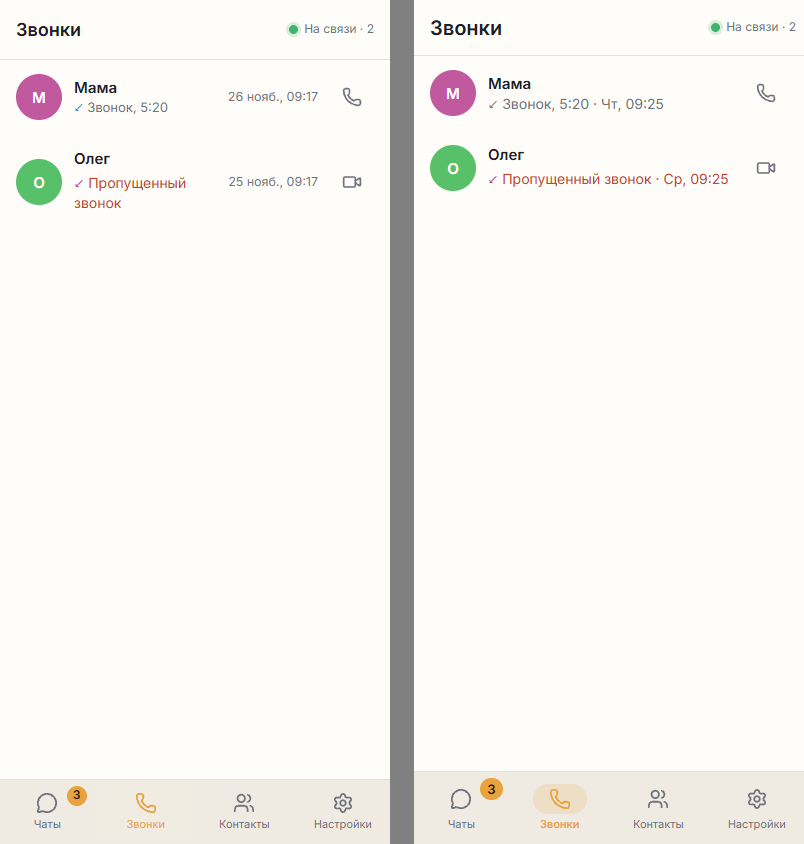 Звонки
На связи · 2
М
Мама
↙ Звонок, 5:20
26 нояб., 09:17
О
Олег
↙ Пропущенный
звонок
25 нояб., 09:17
3
Чаты
Звонки
Контакты
Настройки
Звонки
На связи · 2
М
Мама
↙ Звонок, 5:20 · Чт, 09:25
О
Олег
↙ Пропущенный звонок · Ср, 09:25
3
Чаты
Звонки
Контакты
Настройки